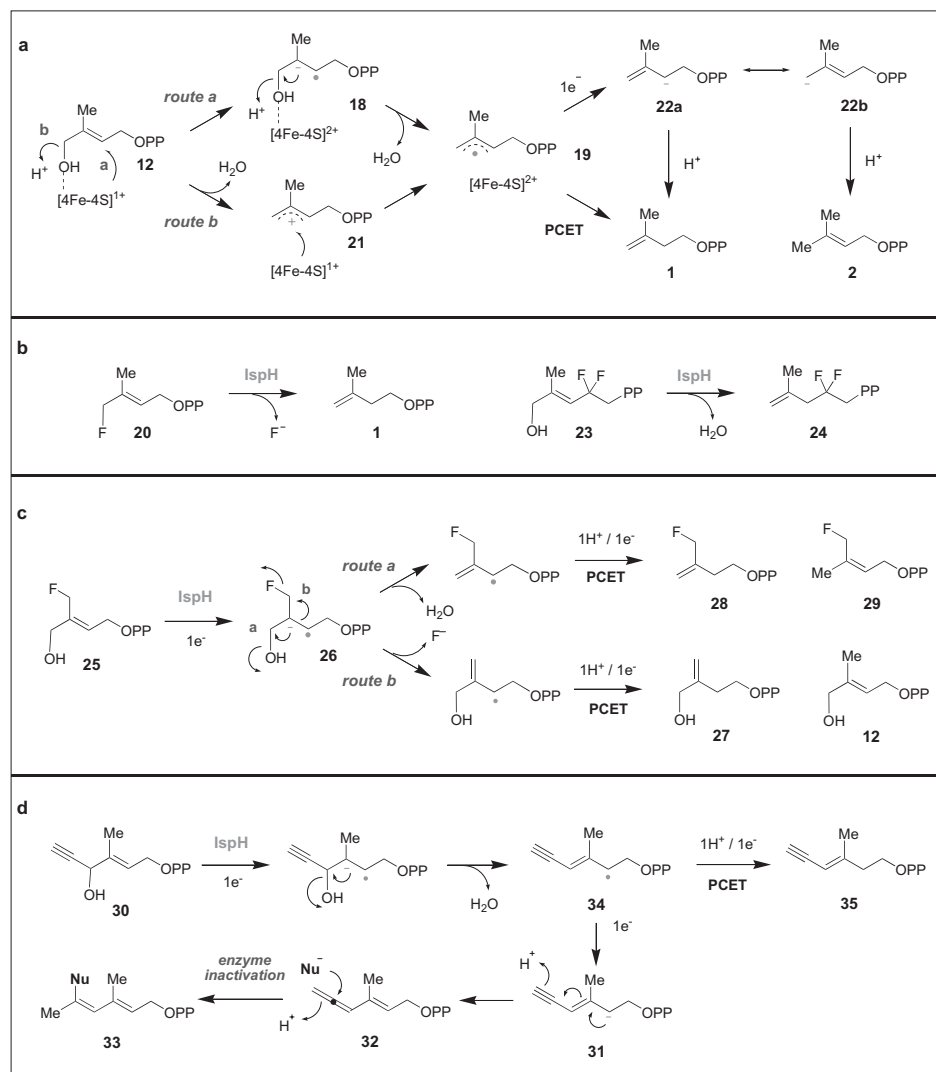 a
Me
b
H+
OH
a
OPP
12
[4Fe-4S]1+
route a
H2O
route b
Me
−
•
OPP
H+
OH
18
[4Fe-4S]2+
Me
OPP
+
21
[4Fe-4S]1+
H2O
Me
OPP
•
19
[4Fe-4S]2+
1e-
PCET
Me
−
OPP
22a
Me
−
OPP
22b
H+
H+
Me
OPP
1
Me
Me
OPP
2
b
Me
OPP
F
20
IspH
F−
Me
OPP
1
Me
F F
PP
OH
23
IspH
H2O
Me
F F
PP
24
c
F
OPP
OH
25
IspH
1e-
F
b
a
−
•
OPP
OH
26
route a
H2O
F−
route b
F
•
OPP
1H+ / 1e-
PCET
F
OPP
28
F
Me
OPP
29
•
OPP
OH
1H+ / 1e-
PCET
OPP
OH
27
Me
OPP
OH
12
d
Me
OPP
OH
30
IspH
1e-
Me
−
•
OPP
OH
H2O
Me
OPP
•
34
1H+ / 1e-
PCET
Me
OPP
35
1e-
Nu
Me
Me
OPP
33
enzyme
inactivation
Nu−
Me
OPP
H+
32
H+
Me
OPP
−
31